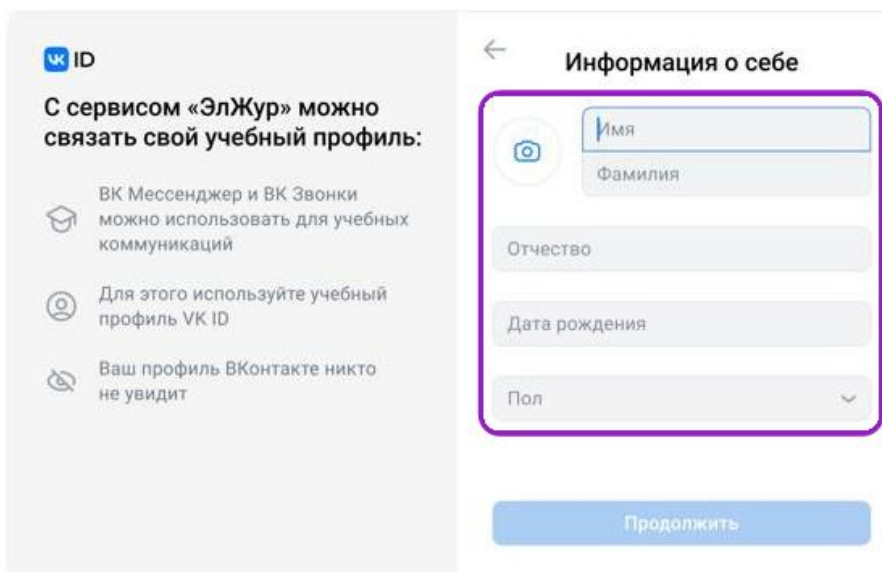 VK ID
С сервисом «ЭлЖур» можно
связать свой учебный профиль:
ВК Мессенджер и ВК Звонки
можно использовать для учебных
коммуникаций
Для этого используйте учебный
профиль VK ID
Ваш профиль ВКонтакте никто
не увидит
Информация о себе
Имя
Фамилия
Отчество
Дата рождения
Пол
Продолжить